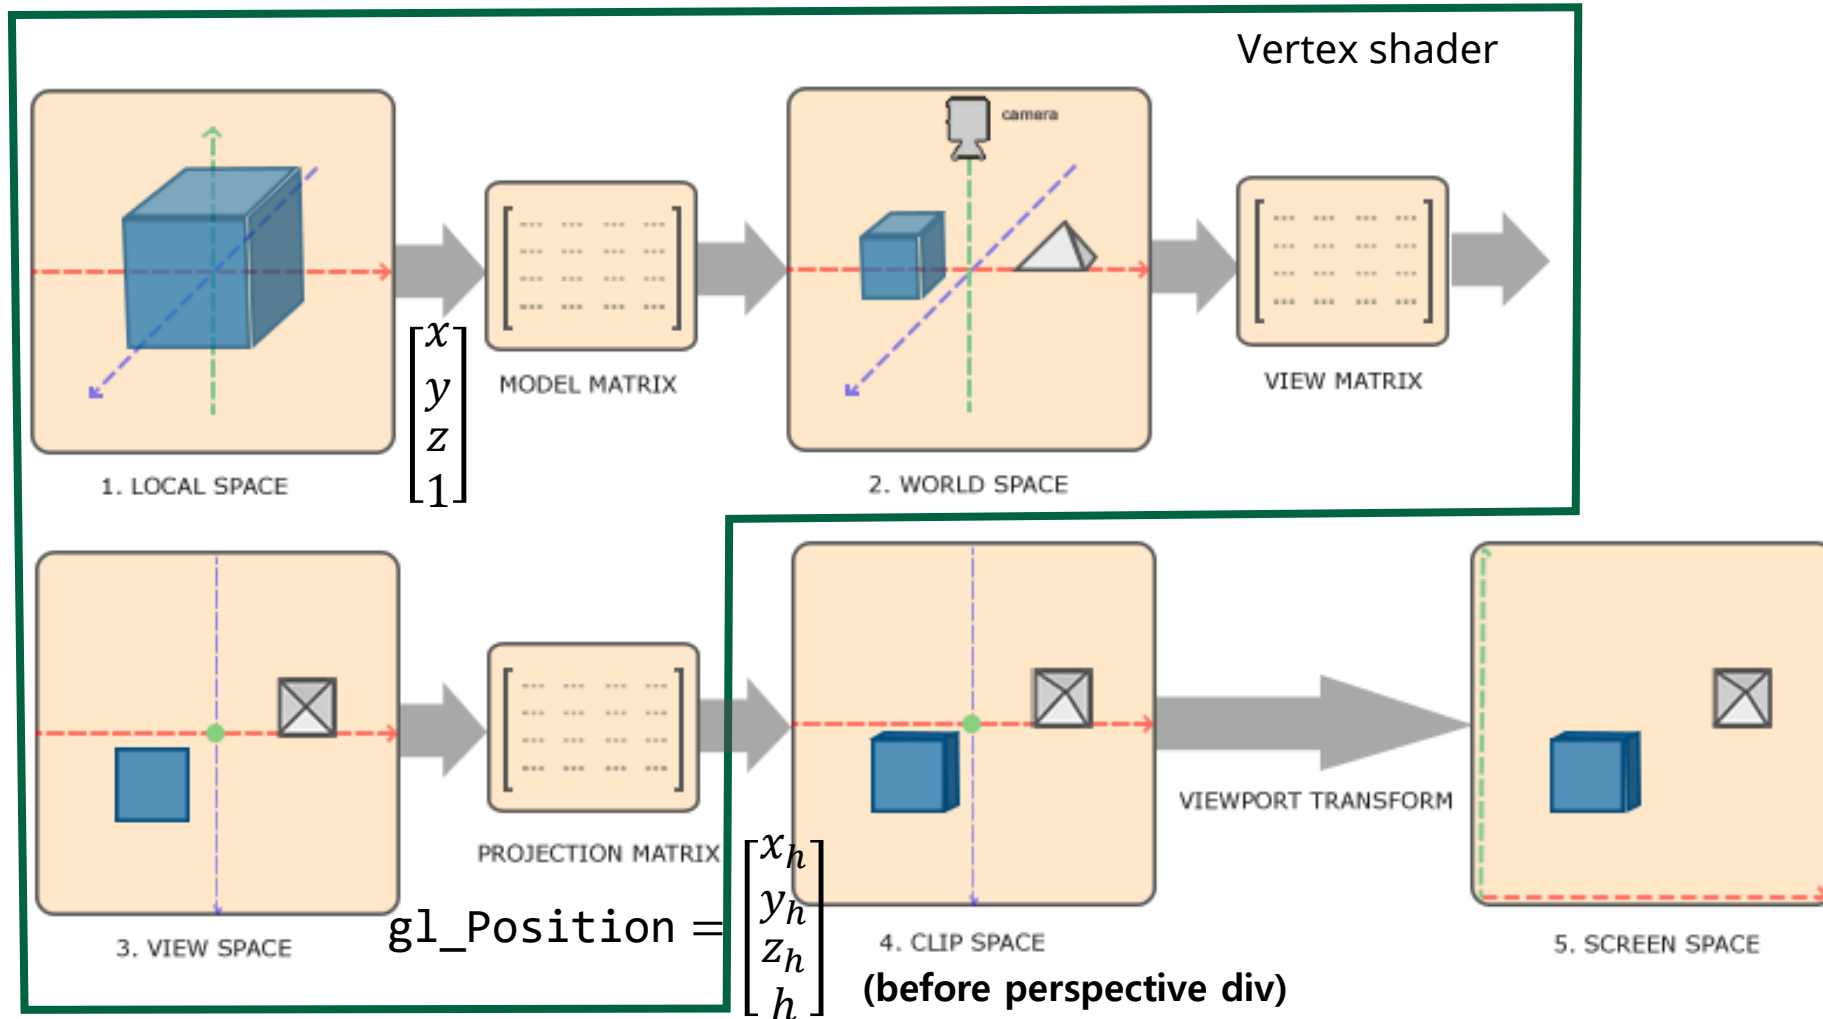 Vertex shader
camera
[... ... ... ...
... ... ... ...
... ... ... ...
... ... ... ...]
[... ... ... ...
... ... ... ...
... ... ... ...
... ... ... ...]
[x
y
z
1]
MODEL MATRIX
VIEW MATRIX
1. LOCAL SPACE
2. WORLD SPACE
[... ... ... ...
... ... ... ...
... ... ... ...
... ... ... ...]
VIEWPORT TRANSFORM
PROJECTION MATRIX
gl_Position =
[x_h
y_h
z_h
h]
3. VIEW SPACE
4. CLIP SPACE
(before perspective div)
5. SCREEN SPACE